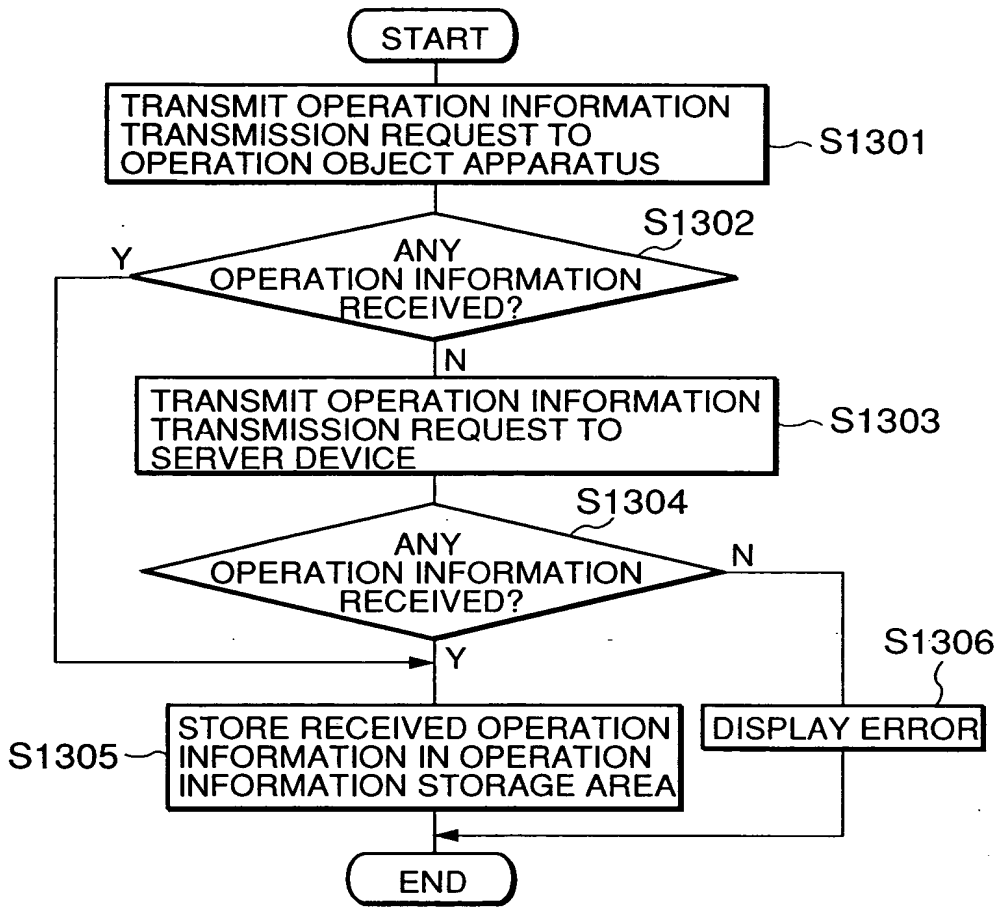 START
TRANSMIT OPERATION INFORMATION
TRANSMISSION REQUEST TO
OPERATION OBJECT APPARATUS
S1301
S1302
Y
ANY
OPERATION INFORMATION
RECEIVED?
N
TRANSMIT OPERATION INFORMATION
TRANSMISSION REQUEST TO
SERVER DEVICE
S1303
S1304
ANY
OPERATION INFORMATION
RECEIVED?
N
Y
S1306
STORE RECEIVED OPERATION
INFORMATION IN OPERATION
INFORMATION STORAGE AREA
S1305
DISPLAY ERROR
END